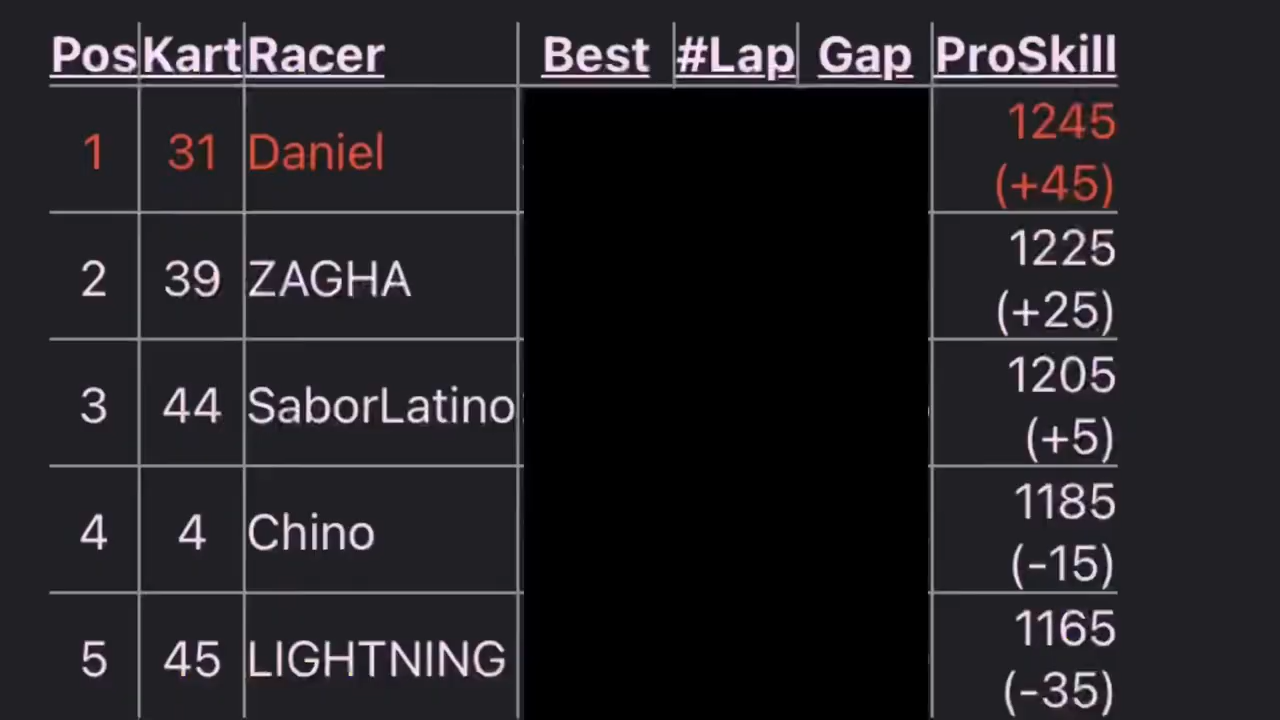 Pos Kart Racer Best #Lap Gap ProSkill
1 31 Daniel 1245
(+45)
2 39 ZAGHA 1225
(+25)
3 44 SaborLatino 1205
(+5)
4 4 Chino 1185
(-15)
5 45 LIGHTNING 1165
(-35)